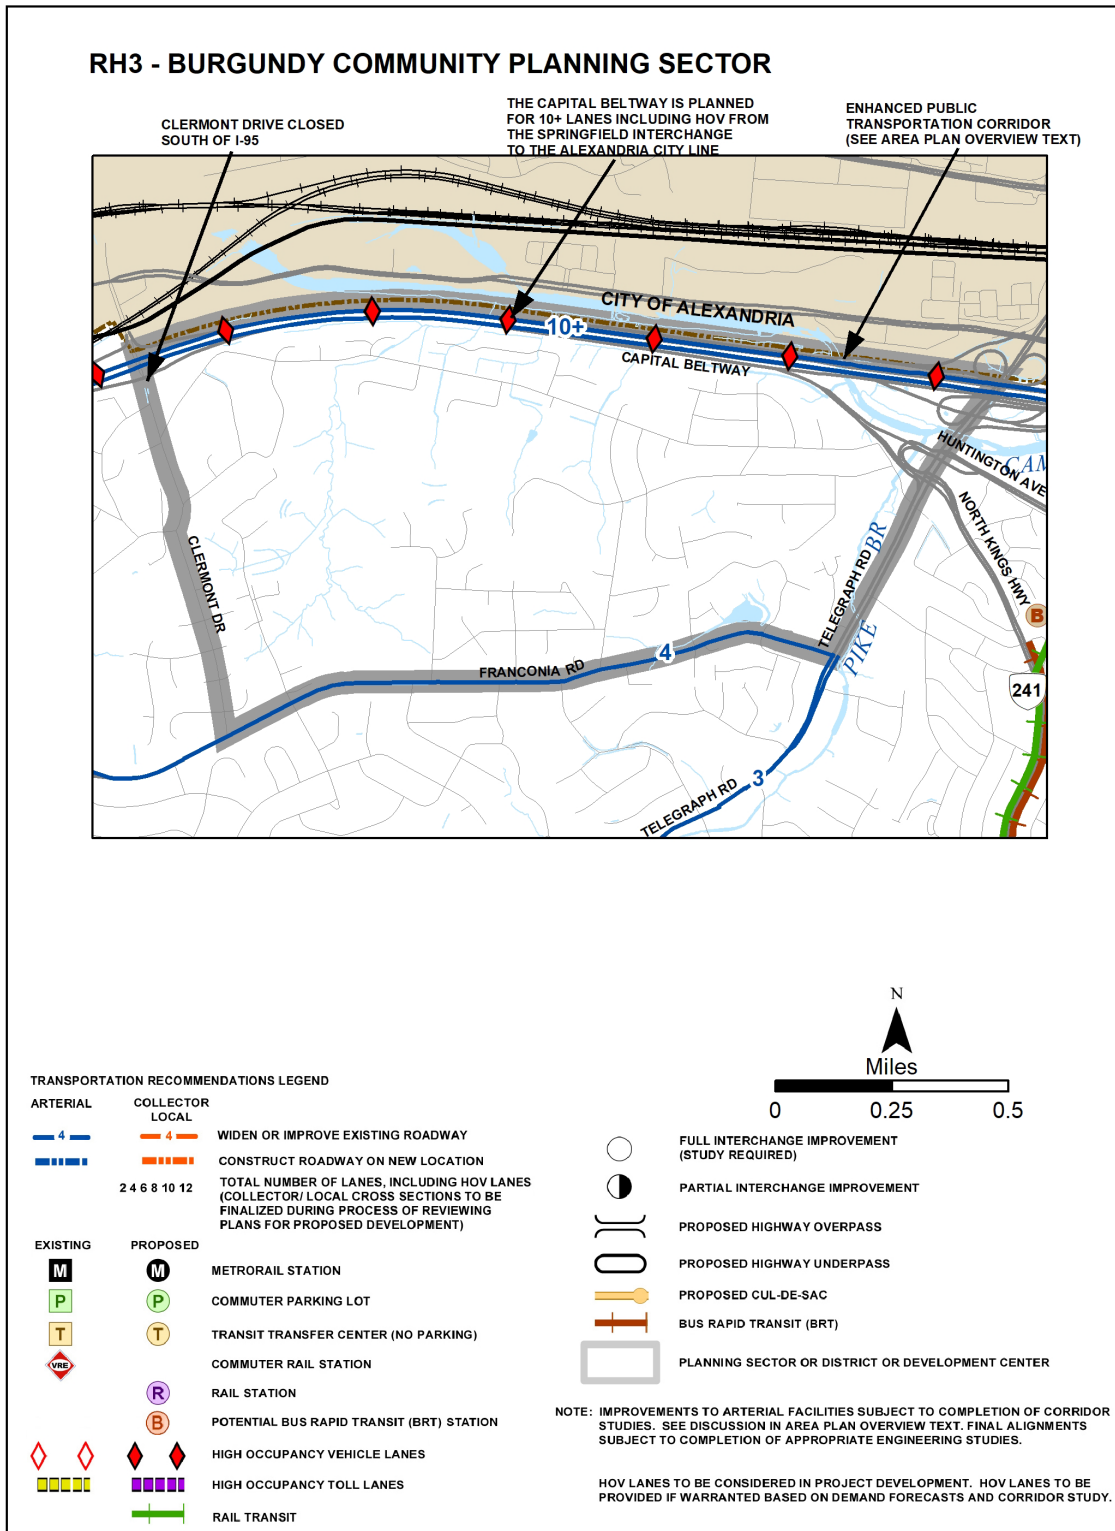 RH3 - BURGUNDY COMMUNITY PLANNING SECTOR
CLERMONT DRIVE CLOSED
SOUTH OF I-95
THE CAPITAL BELTWAY IS PLANNED
FOR 10+ LANES INCLUDING HOV FROM
THE SPRINGFIELD INTERCHANGE
TO THE ALEXANDRIA CITY LINE
ENHANCED PUBLIC
TRANSPORTATION CORRIDOR
(SEE AREA PLAN OVERVIEW TEXT)
CITY OF ALEXANDRIA
10+
CAPITAL BELTWAY
HUNTINGTON AVE
CAM
NORTH KINGS HWY
CLERMONT DR
TELEGRAPH RD
PIKE BR
B
FRANCONIA RD
4
241
3
TELEGRAPH RD
N
Miles
0 0.25 0.5
TRANSPORTATION RECOMMENDATIONS LEGEND
ARTERIAL
COLLECTOR
LOCAL
4 4 WIDEN OR IMPROVE EXISTING ROADWAY
CONSTRUCT ROADWAY ON NEW LOCATION
2 4 6 8 10 12 TOTAL NUMBER OF LANES, INCLUDING HOV LANES
(COLLECTOR/ LOCAL CROSS SECTIONS TO BE
FINALIZED DURING PROCESS OF REVIEWING
PLANS FOR PROPOSED DEVELOPMENT)
EXISTING PROPOSED
M M METRORAIL STATION
P P COMMUTER PARKING LOT
T T TRANSIT TRANSFER CENTER (NO PARKING)
VRE COMMUTER RAIL STATION
R RAIL STATION
B POTENTIAL BUS RAPID TRANSIT (BRT) STATION
HIGH OCCUPANCY VEHICLE LANES
HIGH OCCUPANCY TOLL LANES
RAIL TRANSIT
FULL INTERCHANGE IMPROVEMENT
(STUDY REQUIRED)
PARTIAL INTERCHANGE IMPROVEMENT
PROPOSED HIGHWAY OVERPASS
PROPOSED HIGHWAY UNDERPASS
PROPOSED CUL-DE-SAC
BUS RAPID TRANSIT (BRT)
PLANNING SECTOR OR DISTRICT OR DEVELOPMENT CENTER
NOTE: IMPROVEMENTS TO ARTERIAL FACILITIES SUBJECT TO COMPLETION OF CORRIDOR
STUDIES. SEE DISCUSSION IN AREA PLAN OVERVIEW TEXT. FINAL ALIGNMENTS
SUBJECT TO COMPLETION OF APPROPRIATE ENGINEERING STUDIES.
HOV LANES TO BE CONSIDERED IN PROJECT DEVELOPMENT. HOV LANES TO BE
PROVIDED IF WARRANTED BASED ON DEMAND FORECASTS AND CORRIDOR STUDY.